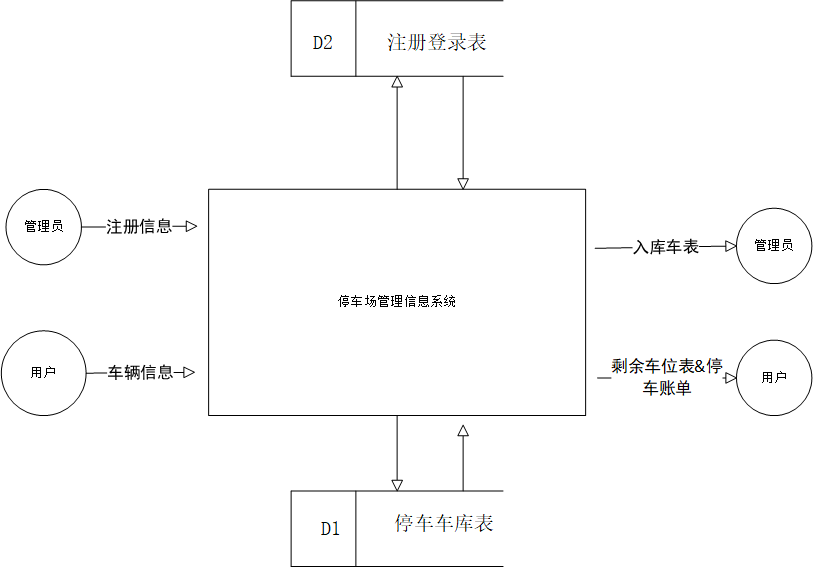 D2
注册登录表
管理员
注册信息
入库车表
管理员
停车场管理信息系统
用户
车辆信息
剩余车位表&停
车账单
用户
D1
停车车库表